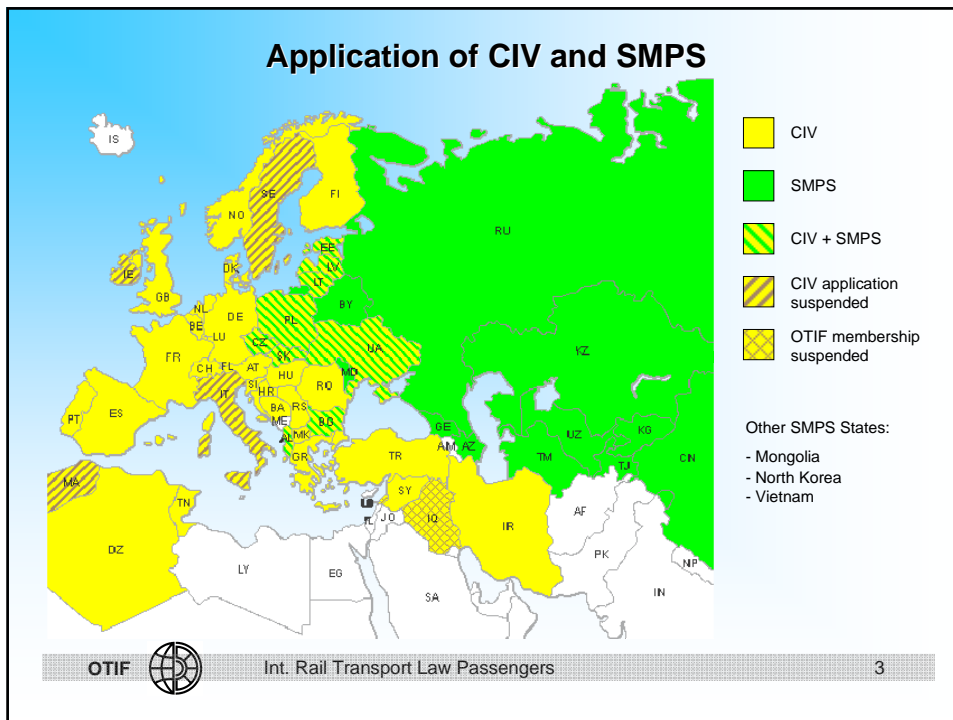 Application of CIV and SMPS
IS
SE
FI
NO
RU
EE
LV
LT
IE
DK
GB
NL
BE
DE
BY
PL
LU
CZ
SK
UA
KZ
FR
CH
FL
AT
HU
MD
SI
HR
RO
IT
BA
RS
PT
ES
ME
MK
BG
AL
GR
GE
AM
AZ
UZ
KG
TM
TJ
CN
TR
MA
TN
SY
IQ
IR
AF
JO
DZ
LY
EG
SA
PK
NP
IN
CIV
SMPS
CIV + SMPS
CIV application
suspended
OTIF membership
suspended
Other SMPS States:
- Mongolia
- North Korea
- Vietnam
OTIF
Int. Rail Transport Law Passengers
3